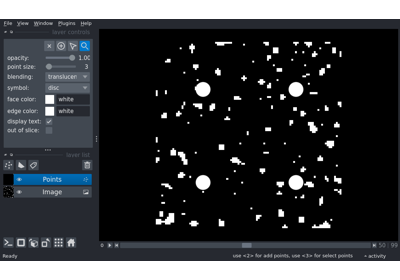 File View Window Plugins Help
layer controls
opacity: 1.00
point size: 3
blending: translucen
symbol: disc
face color: white
edge color: white
display text:
out of slice:
layer list
Points
Image
50 99
Ready use <2> for add points, use <3> for select points activity